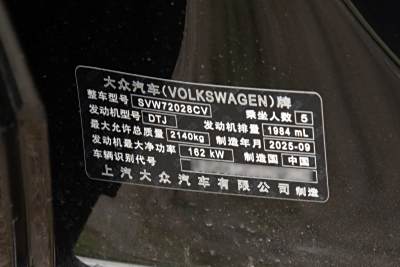 大众汽车(VOLKSWAGEN)牌
整车型号 SVW72028CV 乘坐人数 5
发动机型号 DTJ 发动机排量 1984 mL
最大允许总质量 2140kg 制造年月 2025-09
发动机最大净功率 162 kW 制造国 中国
车辆识别代号
上汽大众汽车有限公司 制造